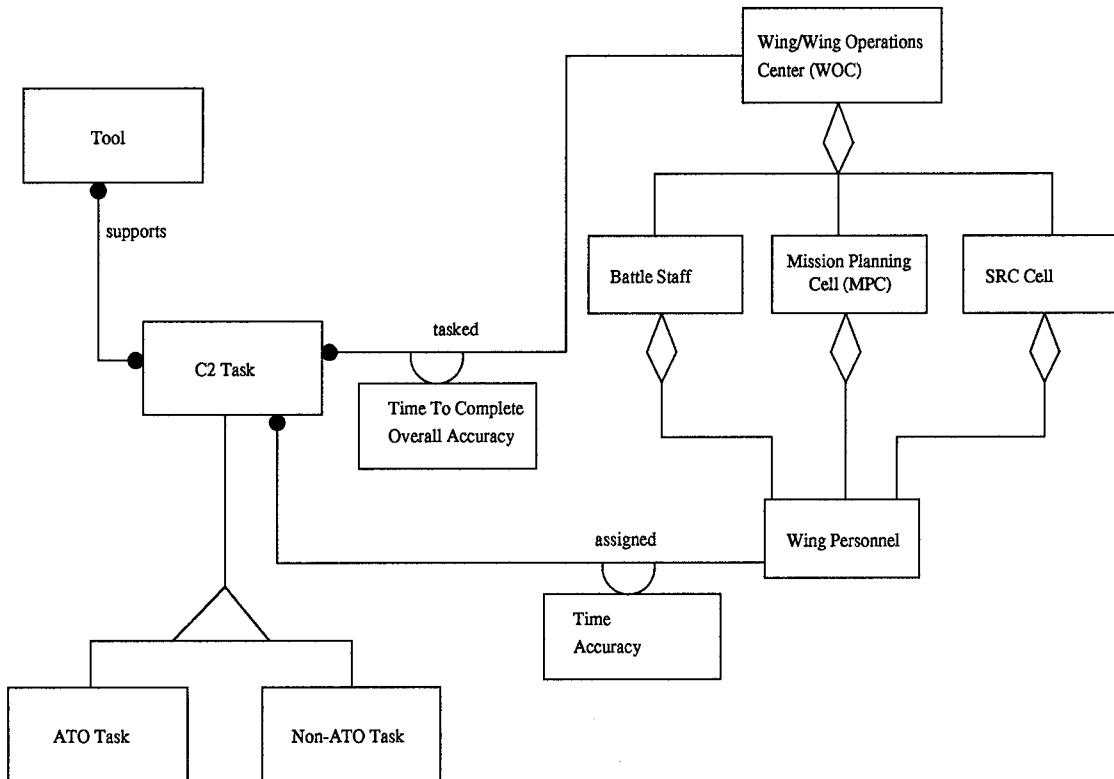 Wing/Wing Operations
Center (WOC)
Tool
supports
Battle Staff
Mission Planning
Cell (MPC)
SRC Cell
tasked
C2 Task
Time To Complete
Overall Accuracy
assigned
Wing Personnel
Time
Accuracy
ATO Task
Non-ATO Task